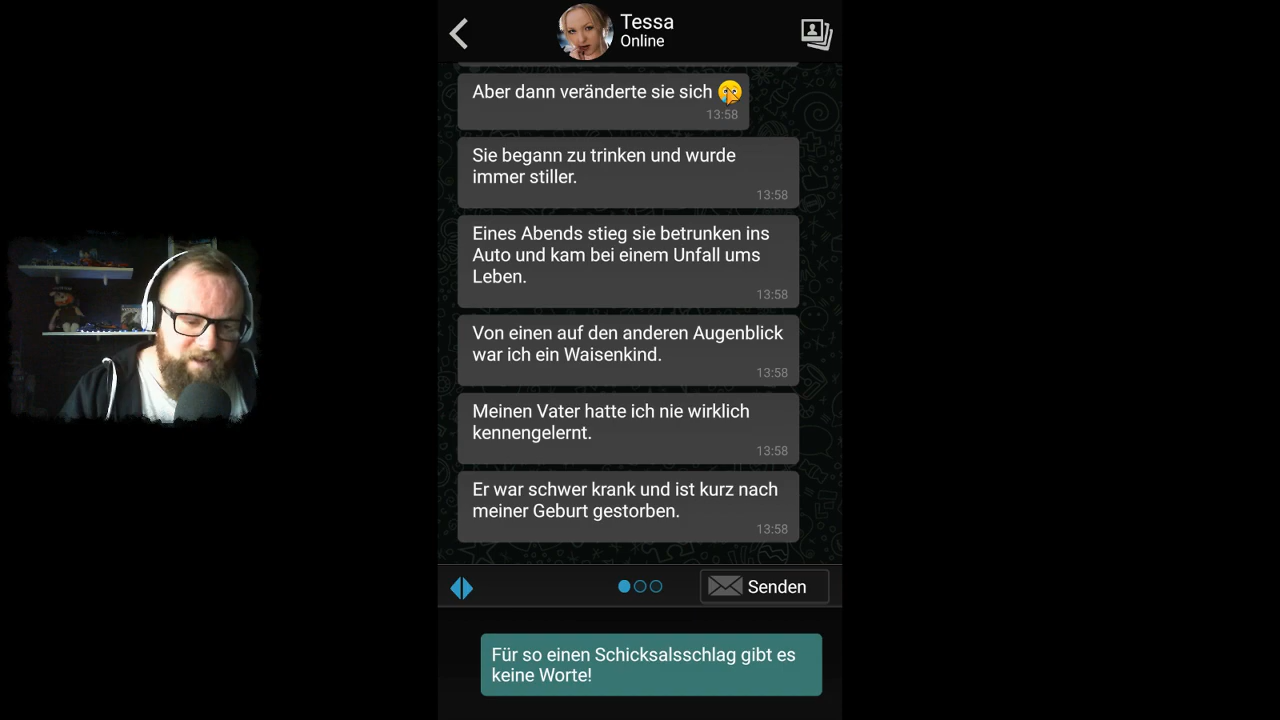 Tessa
Online
Aber dann veränderte sie sich 🤧
13:58
Sie begann zu trinken und wurde
immer stiller.
13:58
Eines Abends stieg sie betrunken ins
Auto und kam bei einem Unfall ums
Leben.
13:58
Von einen auf den anderen Augenblick
war ich ein Waisenkind.
13:58
Meinen Vater hatte ich nie wirklich
kennengelernt.
13:58
Er war schwer krank und ist kurz nach
meiner Geburt gestorben.
13:58
Senden
Für so einen Schicksalsschlag gibt es
keine Worte!